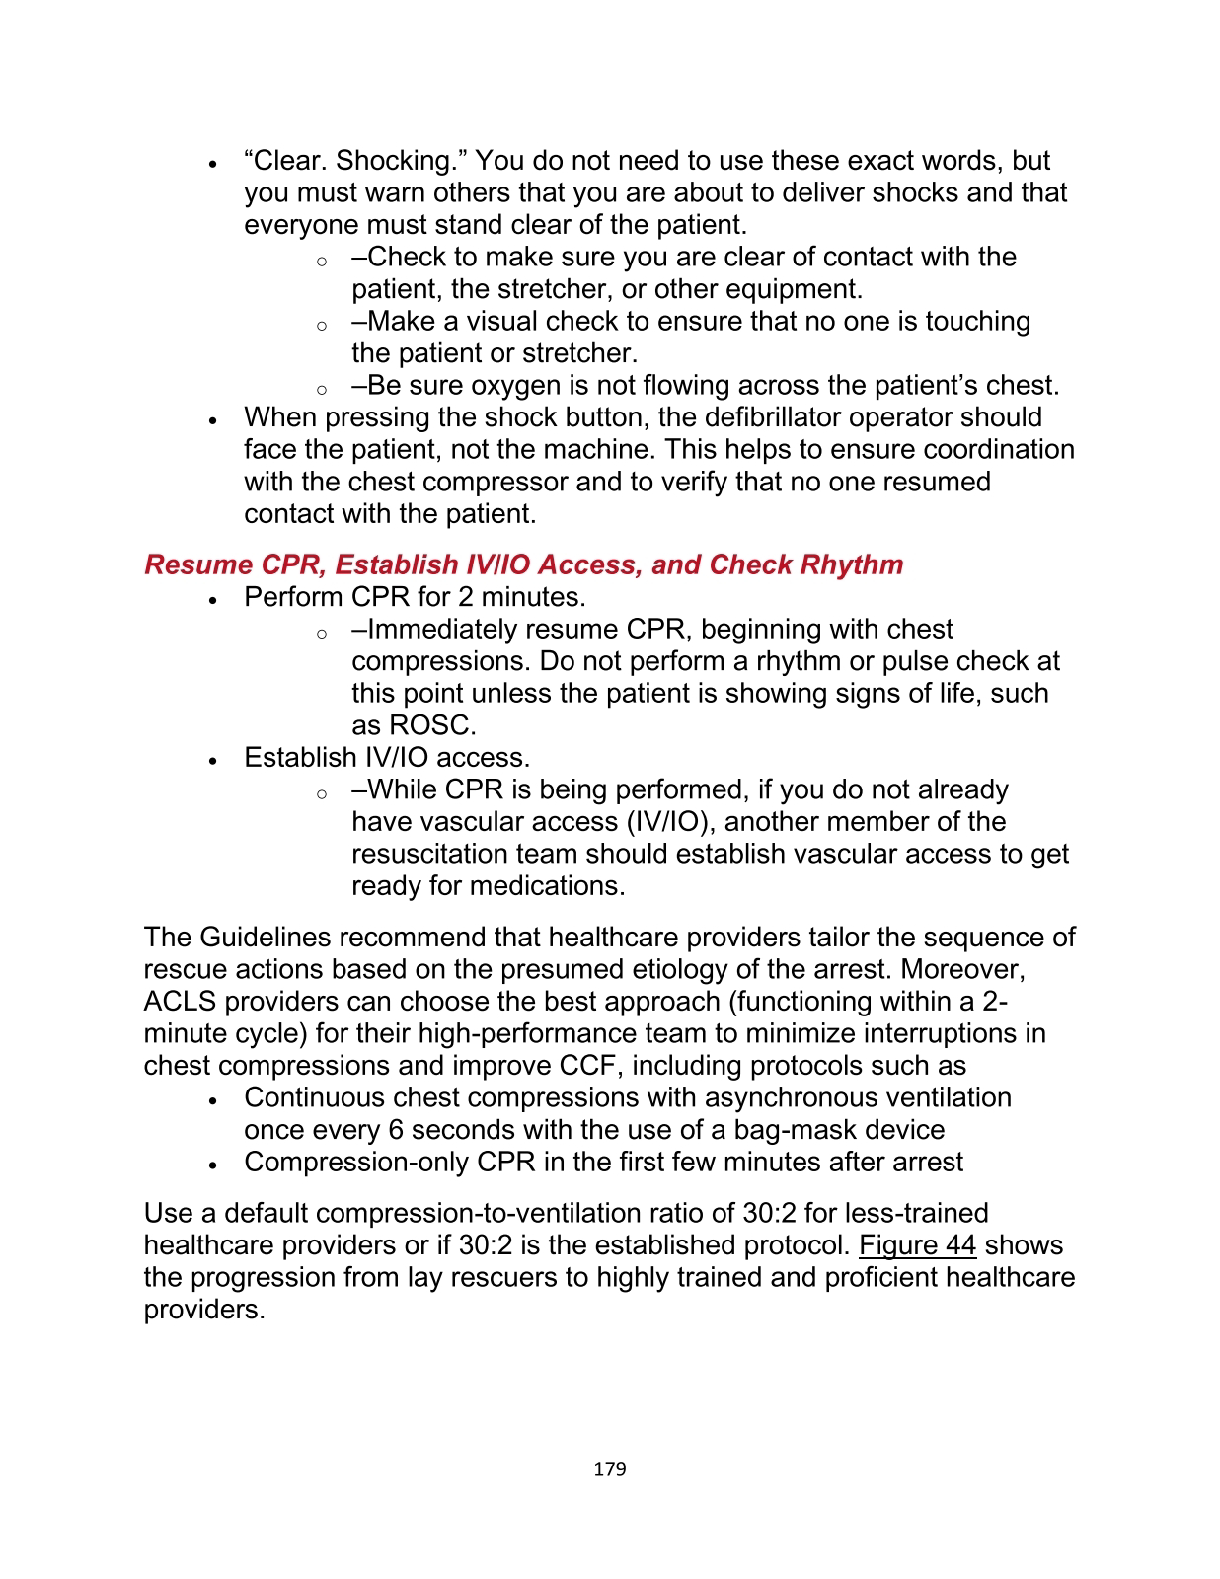 • “Clear. Shocking.” You do not need to use these exact words, but
you must warn others that you are about to deliver shocks and that
everyone must stand clear of the patient.
o –Check to make sure you are clear of contact with the
patient, the stretcher, or other equipment.
o –Make a visual check to ensure that no one is touching
the patient or stretcher.
o –Be sure oxygen is not flowing across the patient’s chest.
• When pressing the shock button, the defibrillator operator should
face the patient, not the machine. This helps to ensure coordination
with the chest compressor and to verify that no one resumed
contact with the patient.
Resume CPR, Establish IV/IO Access, and Check Rhythm
• Perform CPR for 2 minutes.
o –Immediately resume CPR, beginning with chest
compressions. Do not perform a rhythm or pulse check at
this point unless the patient is showing signs of life, such
as ROSC.
• Establish IV/IO access.
o –While CPR is being performed, if you do not already
have vascular access (IV/IO), another member of the
resuscitation team should establish vascular access to get
ready for medications.
The Guidelines recommend that healthcare providers tailor the sequence of
rescue actions based on the presumed etiology of the arrest. Moreover,
ACLS providers can choose the best approach (functioning within a 2-
minute cycle) for their high-performance team to minimize interruptions in
chest compressions and improve CCF, including protocols such as
• Continuous chest compressions with asynchronous ventilation
once every 6 seconds with the use of a bag-mask device
• Compression-only CPR in the first few minutes after arrest
Use a default compression-to-ventilation ratio of 30:2 for less-trained
healthcare providers or if 30:2 is the established protocol. Figure 44 shows
the progression from lay rescuers to highly trained and proficient healthcare
providers.
179